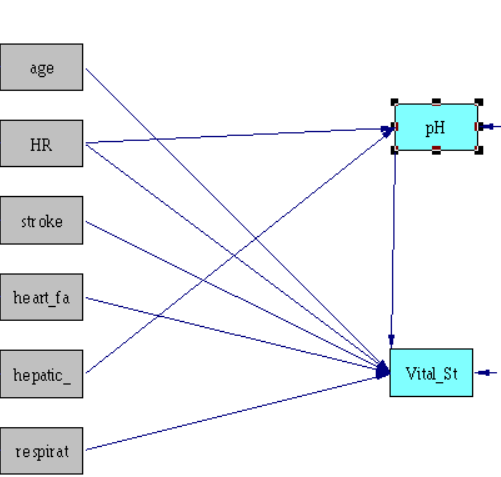 age
HR
pH
stroke
heart_fa
hepatic_
Vital_St
respirat